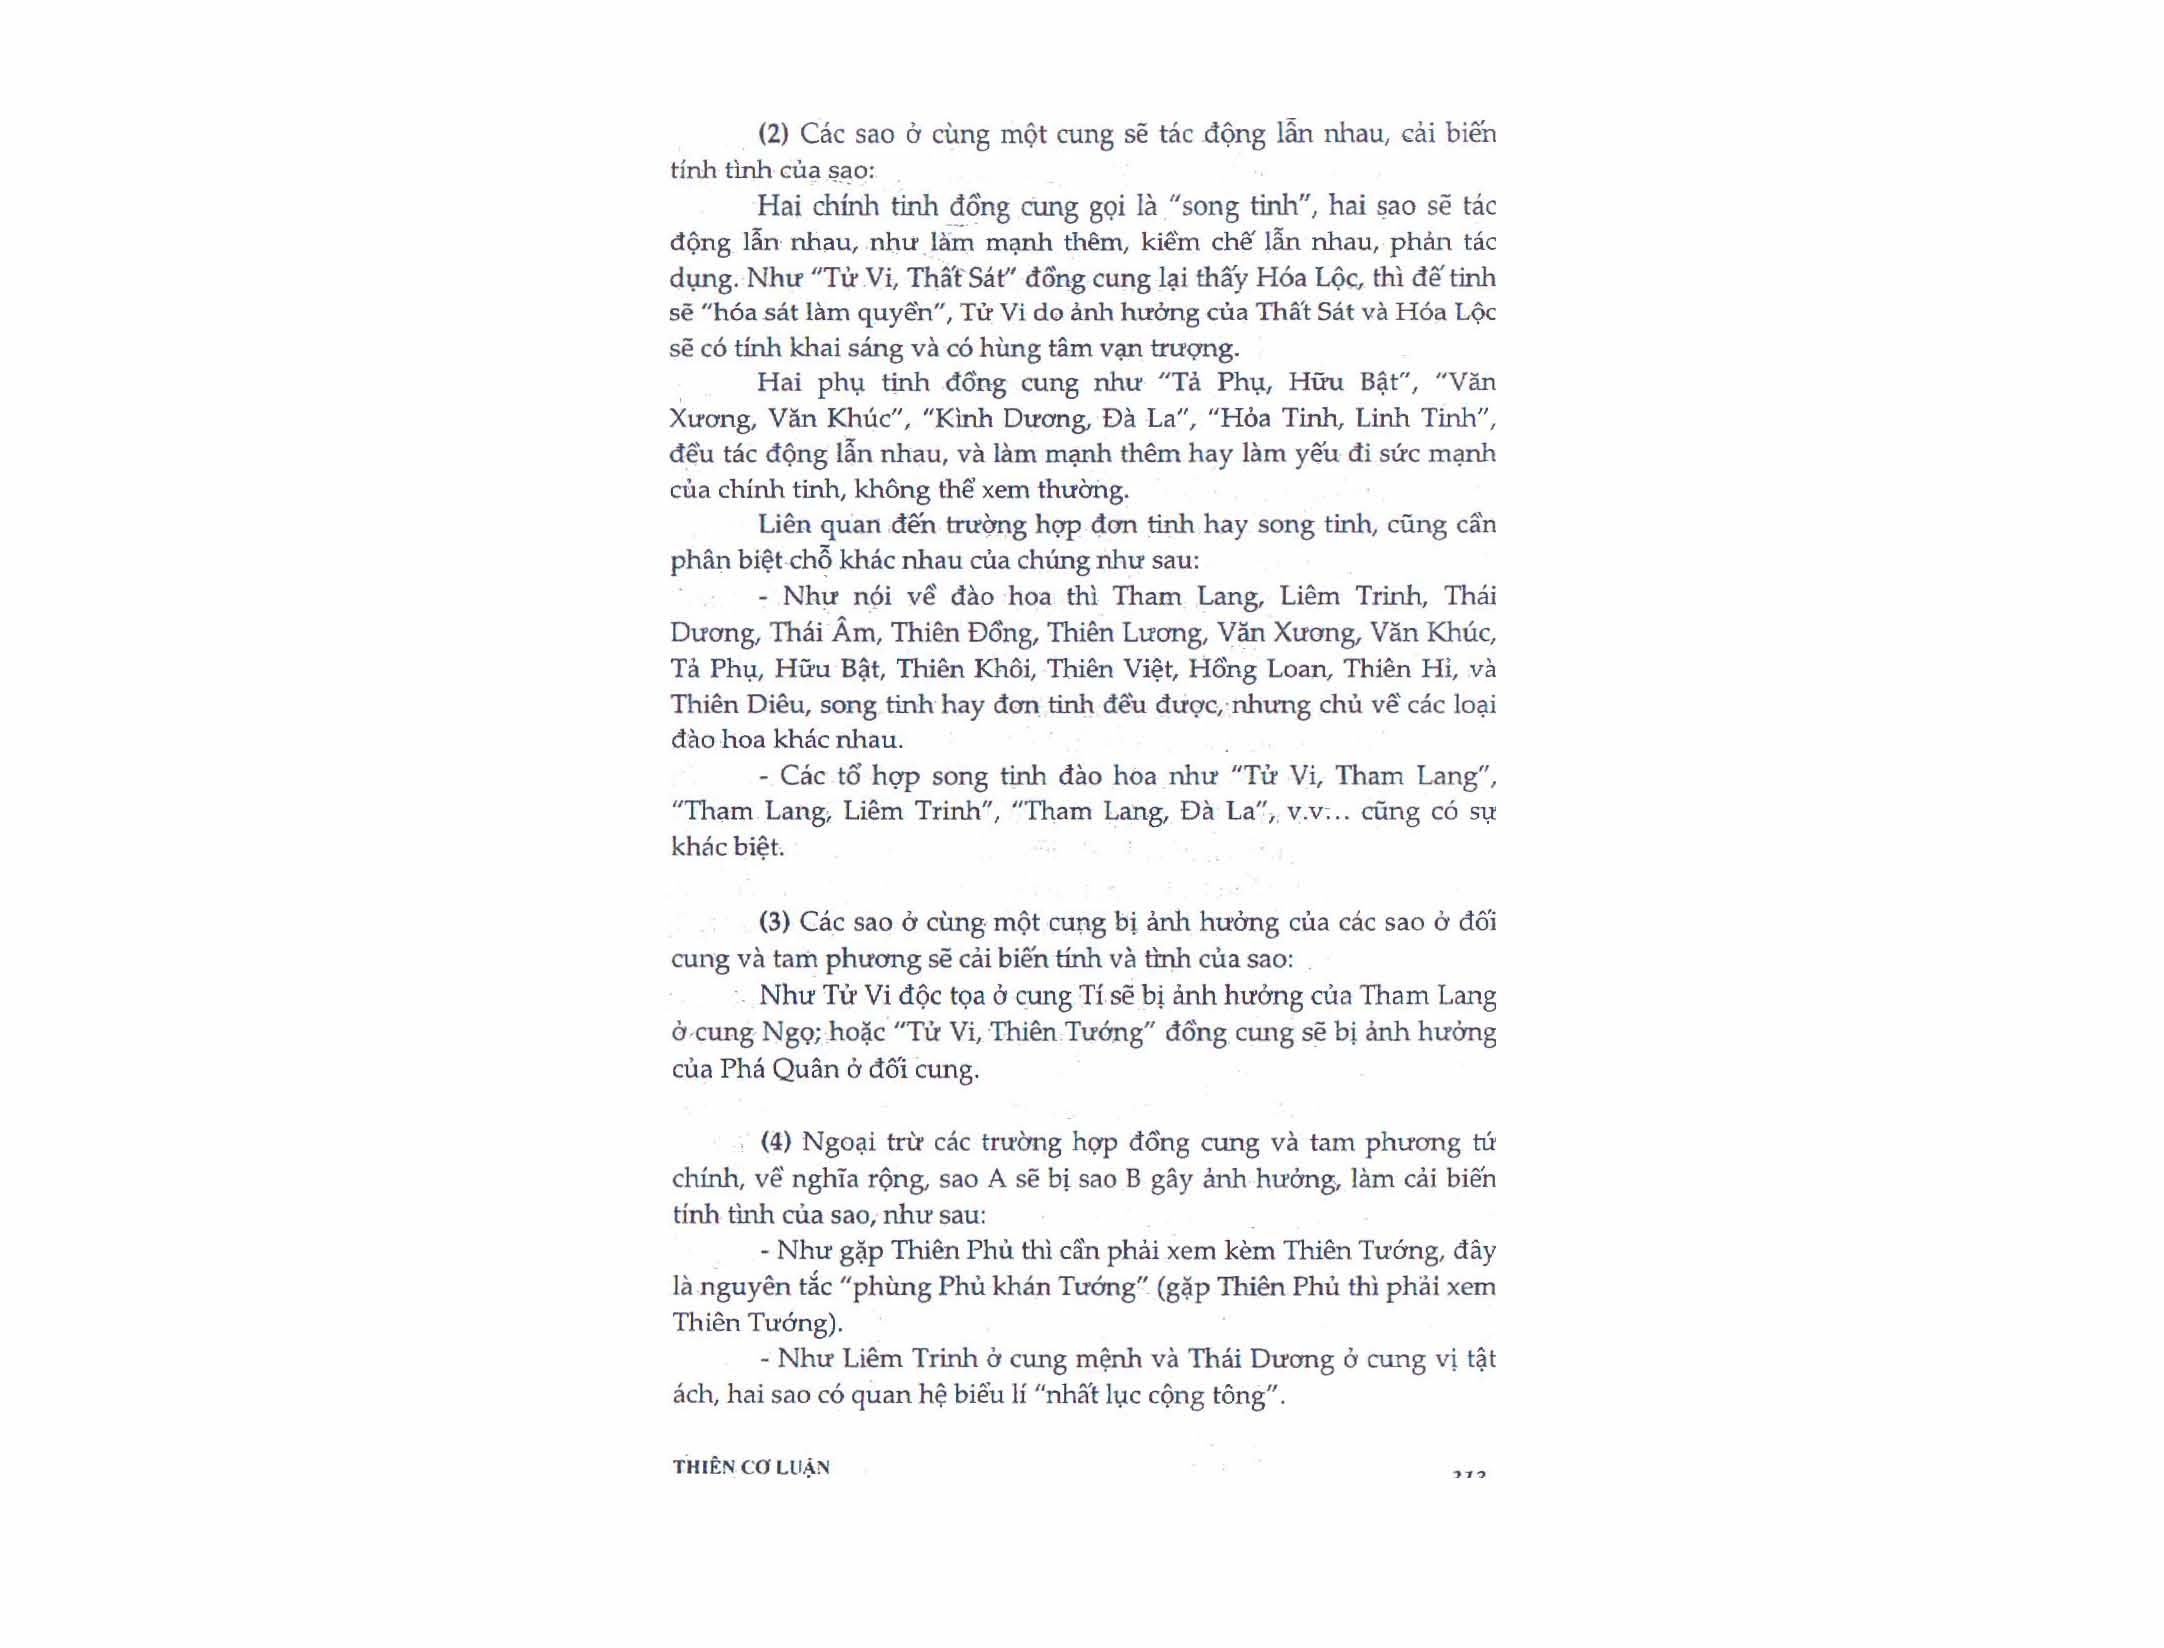 (2) Các sao ở cùng một cung sẽ tác động lẫn nhau, cải biến
tính tình của sao:
Hai chính tinh đồng cung gọi là "song tinh", hai sao sẽ tác
động lẫn nhau, như làm mạnh thêm, kiềm chế lẫn nhau, phản tác
dụng. Như "Tử Vi, Thất Sát" đồng cung lại thấy Hóa Lộc, thì đế tinh
sẽ "hóa sát làm quyền", Tử Vi do ảnh hưởng của Thất Sát và Hóa Lộc
sẽ có tính khai sáng và có hùng tâm vạn trượng.
Hai phụ tinh đồng cung như "Tả Phụ, Hữu Bật", "Văn
Xương, Văn Khúc", "Kình Dương, Đà La", "Hỏa Tinh, Linh Tinh",
đều tác động lẫn nhau, và làm mạnh thêm hay làm yếu đi sức mạnh
của chính tinh, không thể xem thường.
Liên quan đến trường hợp đơn tinh hay song tinh, cũng cần
phân biệt chỗ khác nhau của chúng như sau:
- Như nói về đào hoa thì Tham Lang, Liêm Trinh, Thái
Dương, Thái Âm, Thiên Đồng, Thiên Lương, Văn Xương, Văn Khúc,
Tả Phụ, Hữu Bật, Thiên Khôi, Thiên Việt, Hồng Loan, Thiên Hỉ, và
Thiên Diêu, song tinh hay đơn tinh đều được, nhưng chủ về các loại
đào hoa khác nhau.
- Các tổ hợp song tinh đào hoa như "Tử Vi, Tham Lang",
"Tham Lang, Liêm Trinh", "Tham Lang, Đà La", v.v... cũng có sự
khác biệt.
(3) Các sao ở cùng một cung bị ảnh hưởng của các sao ở đối
cung và tam phương sẽ cải biến tính và tình của sao:
Như Tử Vi độc tọa ở cung Tí sẽ bị ảnh hưởng của Tham Lang
ở cung Ngọ; hoặc "Tử Vi, Thiên Tướng" đồng cung sẽ bị ảnh hưởng
của Phá Quân ở đối cung.
(4) Ngoại trừ các trường hợp đồng cung và tam phương tứ
chính, về nghĩa rộng, sao A sẽ bị sao B gây ảnh hưởng, làm cải biến
tính tình của sao, như sau:
- Như gặp Thiên Phủ thì cần phải xem kèm Thiên Tướng, đây
là nguyên tắc "phùng Phủ khán Tướng" (gặp Thiên Phủ thì phải xem
Thiên Tướng).
- Như Liêm Trinh ở cung mệnh và Thái Dương ở cung vị tật
ách, hai sao có quan hệ biểu lí "nhất lục cộng tông".
THIÊN CƠ LUẬN